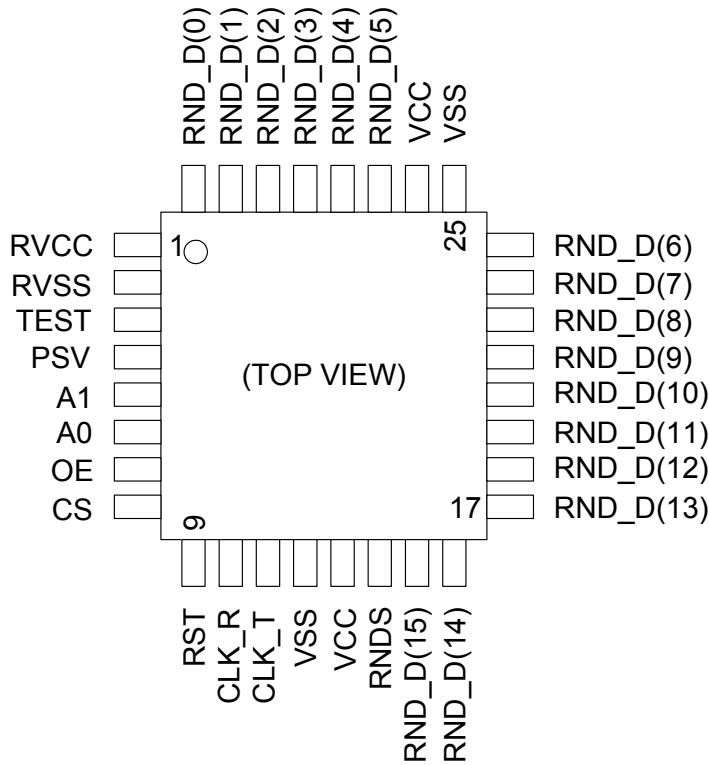 RND_D(0)
RND_D(1)
RND_D(2)
RND_D(3)
RND_D(4)
RND_D(5)
VCC
VSS
RVCC
RVSS
TEST
PSV
A1
A0
OE
CS
1
25
(TOP VIEW)
9
17
RND_D(6)
RND_D(7)
RND_D(8)
RND_D(9)
RND_D(10)
RND_D(11)
RND_D(12)
RND_D(13)
RST
CLK_R
CLK_T
VSS
VCC
RNDS
RND_D(15)
RND_D(14)